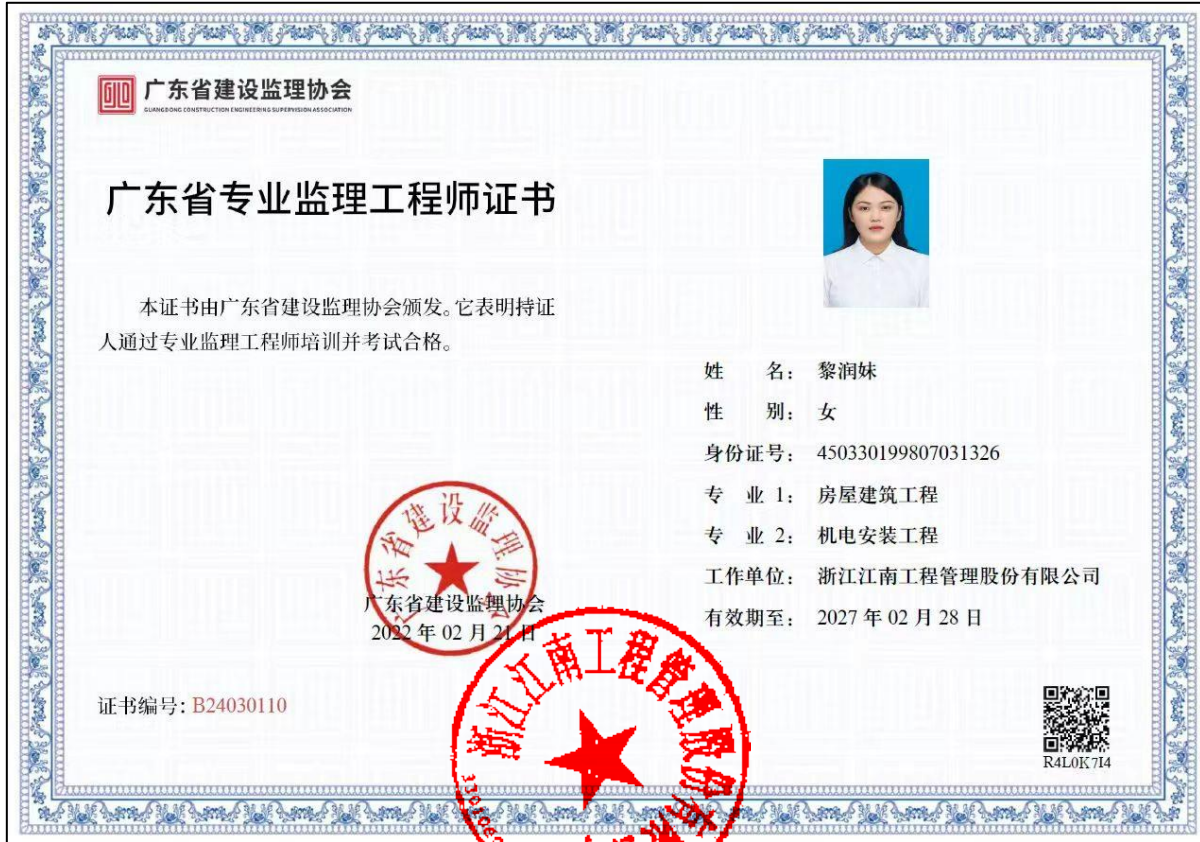 广东省建设监理协会
GUANGDONG CONSTRUCTION ENGINEERING SUPERVISION ASSOCIATION
广东省专业监理工程师证书
本证书由广东省建设监理协会颁发。它表明持证
人通过专业监理工程师培训并考试合格。
姓 名： 黎润妹
性 别： 女
身份证号： 450330199807031326
专 业 1： 房屋建筑工程
专 业 2： 机电安装工程
工作单位： 浙江江南工程管理股份有限公司
有效期至： 2027 年 02 月 28 日
广东省建设监理协会
广东省建设监理协会
2022 年 02 月 21 日
浙江江南工程管理股份有限
证书编号：B24030110
R4L0K7I4